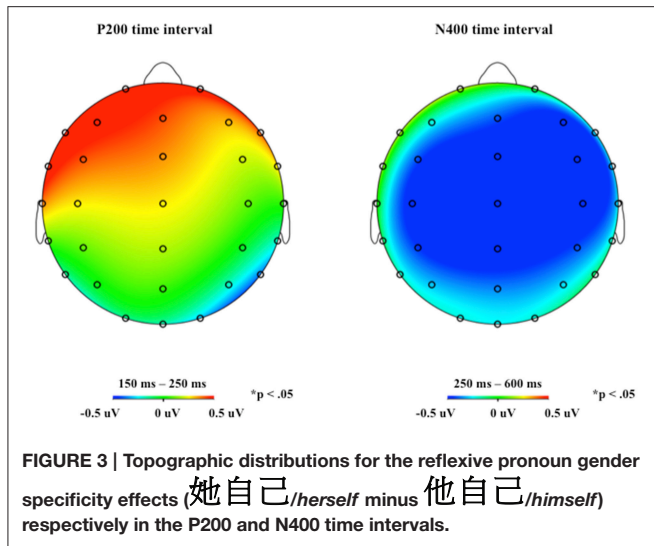 P200 time interval
N400 time interval
150 ms – 250 ms
*p < .05
-0.5 uV 0 uV 0.5 uV
250 ms – 600 ms
*p < .05
-0.5 uV 0 uV 0.5 uV
FIGURE 3 | Topographic distributions for the reflexive pronoun gender
specificity effects (她自己/herself minus 他自己/himself)
respectively in the P200 and N400 time intervals.